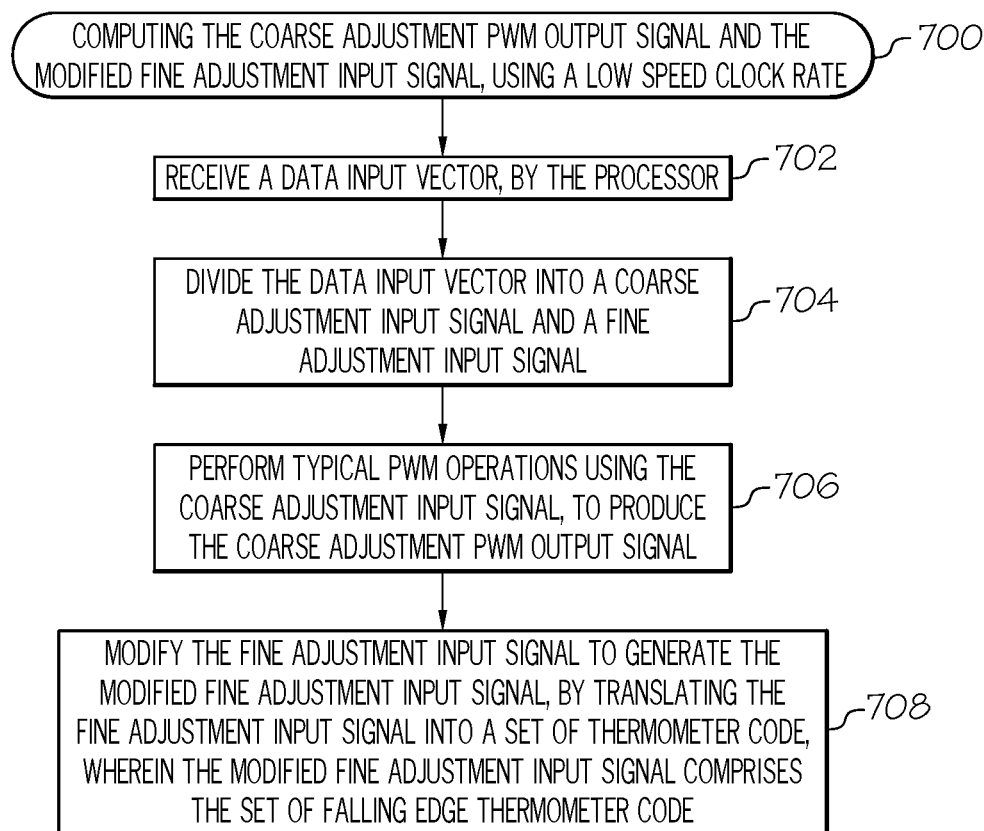 COMPUTING THE COARSE ADJUSTMENT PWM OUTPUT SIGNAL AND THE
MODIFIED FINE ADJUSTMENT INPUT SIGNAL, USING A LOW SPEED CLOCK RATE
700
RECEIVE A DATA INPUT VECTOR, BY THE PROCESSOR
702
DIVIDE THE DATA INPUT VECTOR INTO A COARSE
ADJUSTMENT INPUT SIGNAL AND A FINE
ADJUSTMENT INPUT SIGNAL
704
PERFORM TYPICAL PWM OPERATIONS USING THE
COARSE ADJUSTMENT INPUT SIGNAL, TO PRODUCE
THE COARSE ADJUSTMENT PWM OUTPUT SIGNAL
706
MODIFY THE FINE ADJUSTMENT INPUT SIGNAL TO GENERATE THE
MODIFIED FINE ADJUSTMENT INPUT SIGNAL, BY TRANSLATING THE
FINE ADJUSTMENT INPUT SIGNAL INTO A SET OF THERMOMETER CODE,
WHEREIN THE MODIFIED FINE ADJUSTMENT INPUT SIGNAL COMPRISES
THE SET OF FALLING EDGE THERMOMETER CODE
708